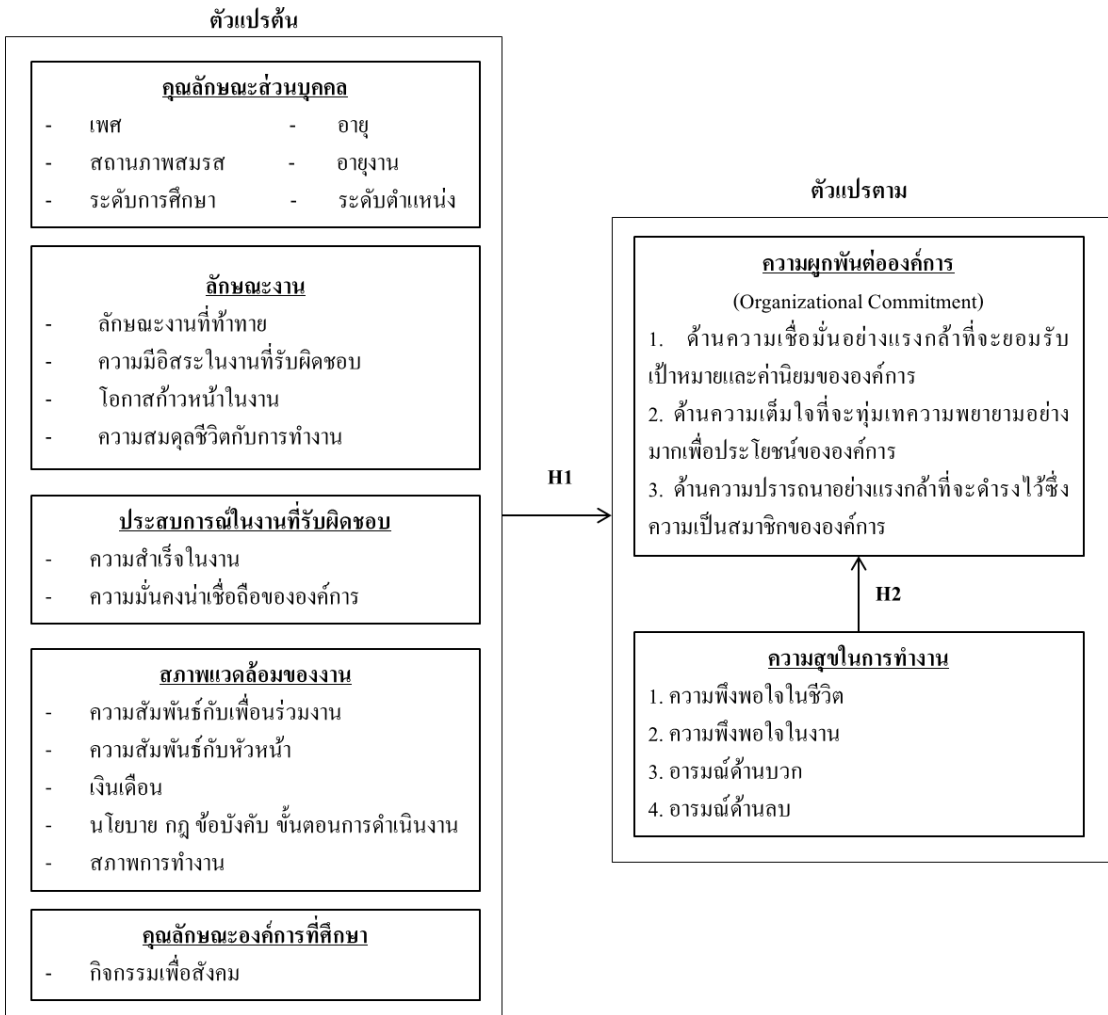 ตัวแปรต้น
คุณลักษณะส่วนบุคคล
- เพศ - อายุ
- สถานภาพสมรส - อายุงาน
- ระดับการศึกษา - ระดับตำแหน่ง
ลักษณะงาน
- ลักษณะงานที่ท้าทาย
- ความมีอิสระในงานที่รับผิดชอบ
- โอกาสก้าวหน้าในงาน
- ความสมดุลชีวิตกับการทำงาน
ประสบการณ์ในงานที่รับผิดชอบ
- ความสำเร็จในงาน
- ความมั่นคงน่าเชื่อถือขององค์การ
สภาพแวดล้อมของงาน
- ความสัมพันธ์กับเพื่อนร่วมงาน
- ความสัมพันธ์กับหัวหน้า
- เงินเดือน
- นโยบาย กฎ ข้อบังคับ ขั้นตอนการดำเนินงาน
- สภาพการทำงาน
คุณลักษณะองค์การที่ศึกษา
- กิจกรรมเพื่อสังคม
H1
ตัวแปรตาม
ความผูกพันต่อองค์การ
(Organizational Commitment)
1. ด้านความเชื่อมั่นอย่างแรงกล้าที่จะยอมรับ
เป้าหมายและค่านิยมขององค์การ
2. ด้านความเต็มใจที่จะทุ่มเทความพยายามอย่าง
มากเพื่อประโยชน์ขององค์การ
3. ด้านความปรารถนาอย่างแรงกล้าที่จะดำรงไว้ซึ่ง
ความเป็นสมาชิกขององค์การ
H2
ความสุขในการทำงาน
1. ความพึงพอใจในชีวิต
2. ความพึงพอใจในงาน
3. อารมณ์ด้านบวก
4. อารมณ์ด้านลบ